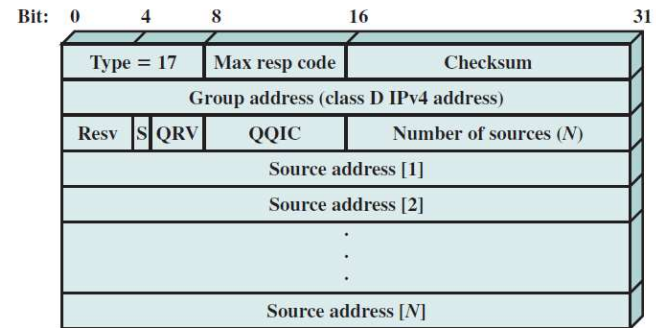 Bit: 0 4 8 16 31
Type = 17 Max resp code Checksum
Group address (class D IPv4 address)
Resv S QRV QQIC Number of sources (N)
Source address [1]
Source address [2]
.
.
.
Source address [N]